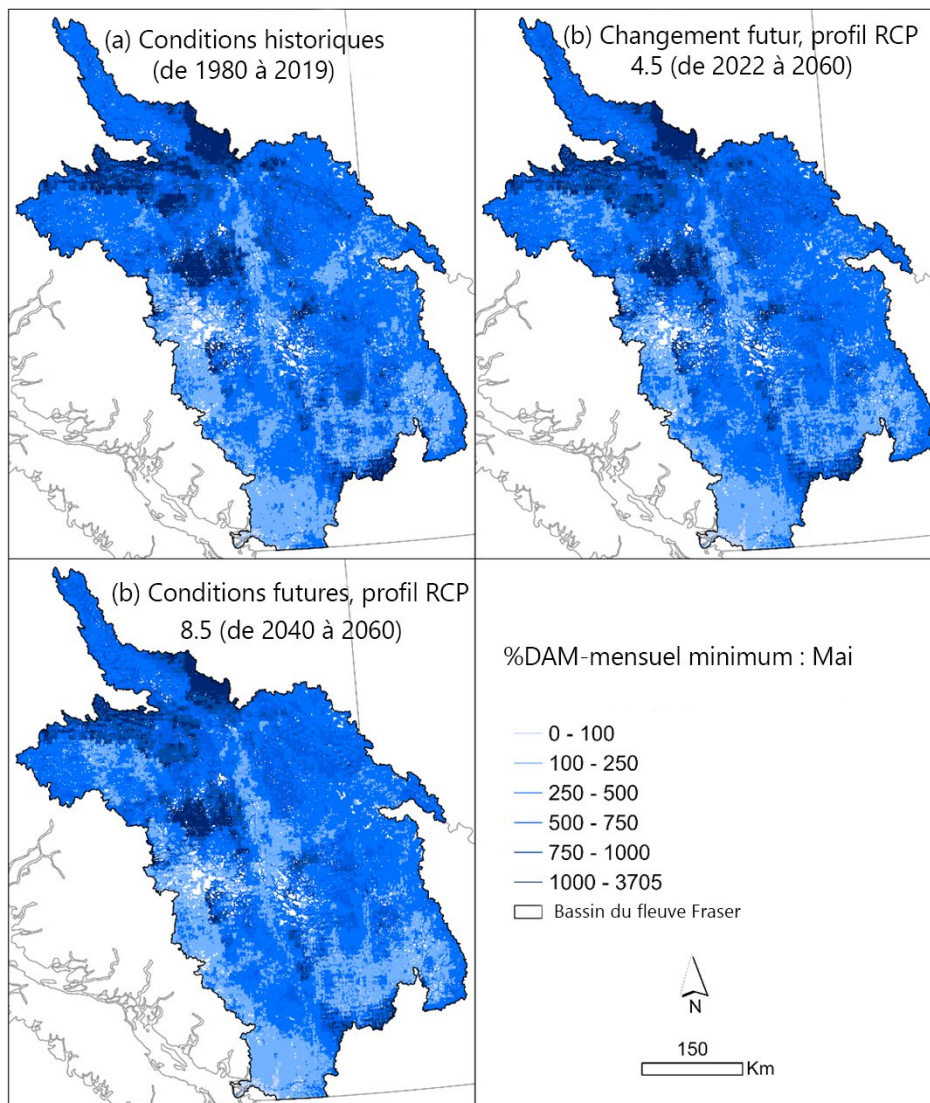 (a) Conditions historiques
(de 1980 à 2019)
(b) Changement futur, profil RCP
4.5 (de 2022 à 2060)
(b) Conditions futures, profil RCP
8.5 (de 2040 à 2060)
%DAM-mensuel minimum : Mai
0 - 100
100 - 250
250 - 500
500 - 750
750 - 1000
1000 - 3705
Bassin du fleuve Fraser
N
150
Km